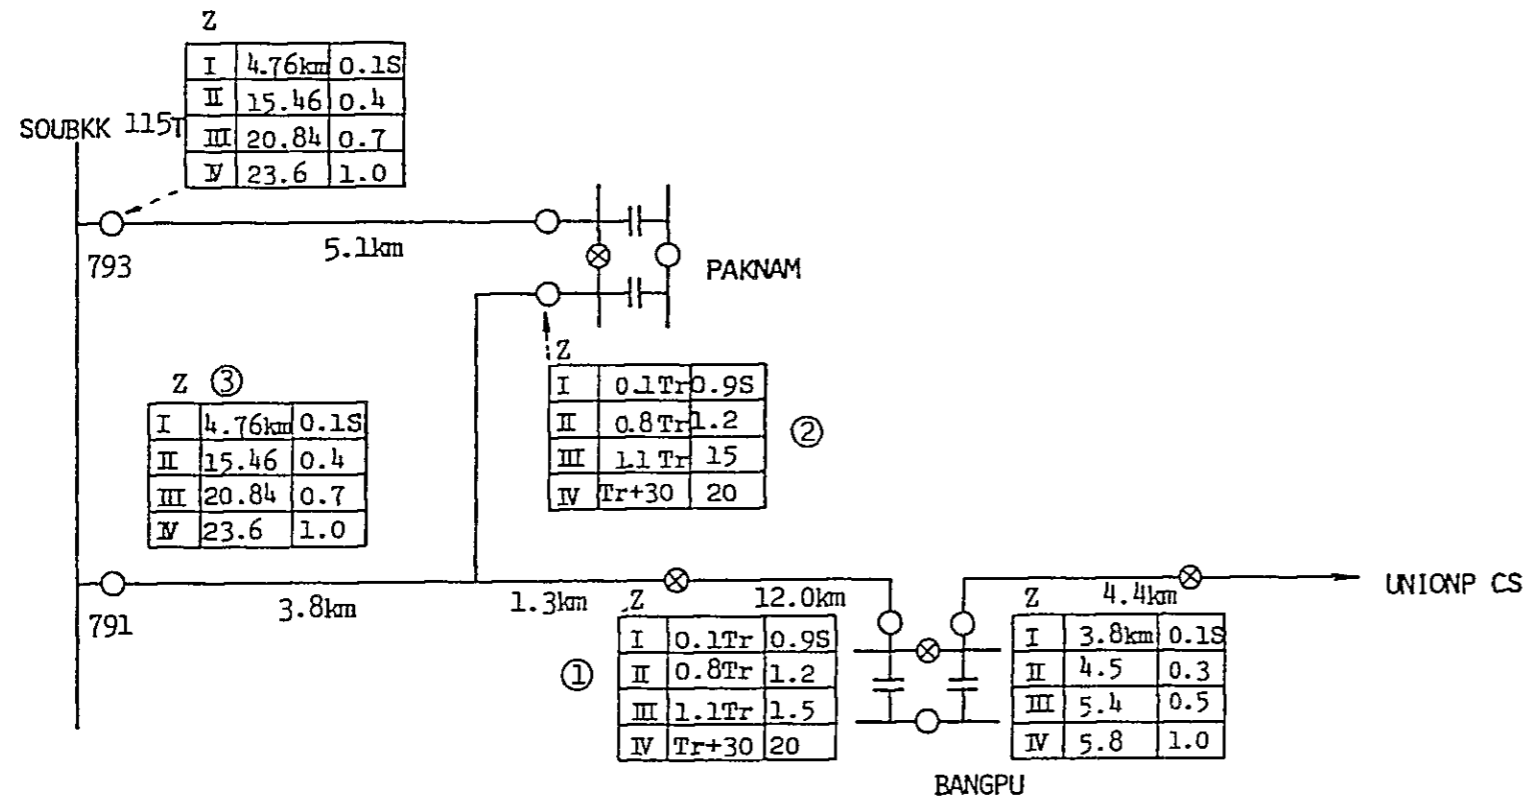 Z
I 4.76km 0.1S
II 15.46 0.4
III 20.84 0.7
IV 23.6 1.0
SOUBKK 115T
793
5.1km
PAKNAM
Z
I 0.1Tr 0.9S
II 0.8Tr 1.2
III 1.1 Tr 15
IV Tr+30 20
②
Z ③
I 4.76km 0.1S
II 15.46 0.4
III 20.84 0.7
IV 23.6 1.0
791
3.8km
1.3km
12.0km
4.4km
UNIONP CS
Z
I 0.1Tr 0.9S
II 0.8Tr 1.2
III 1.1Tr 1.5
IV Tr+30 20
①
Z
I 3.8km 0.1S
II 4.5 0.3
III 5.4 0.5
IV 5.8 1.0
BANGPU